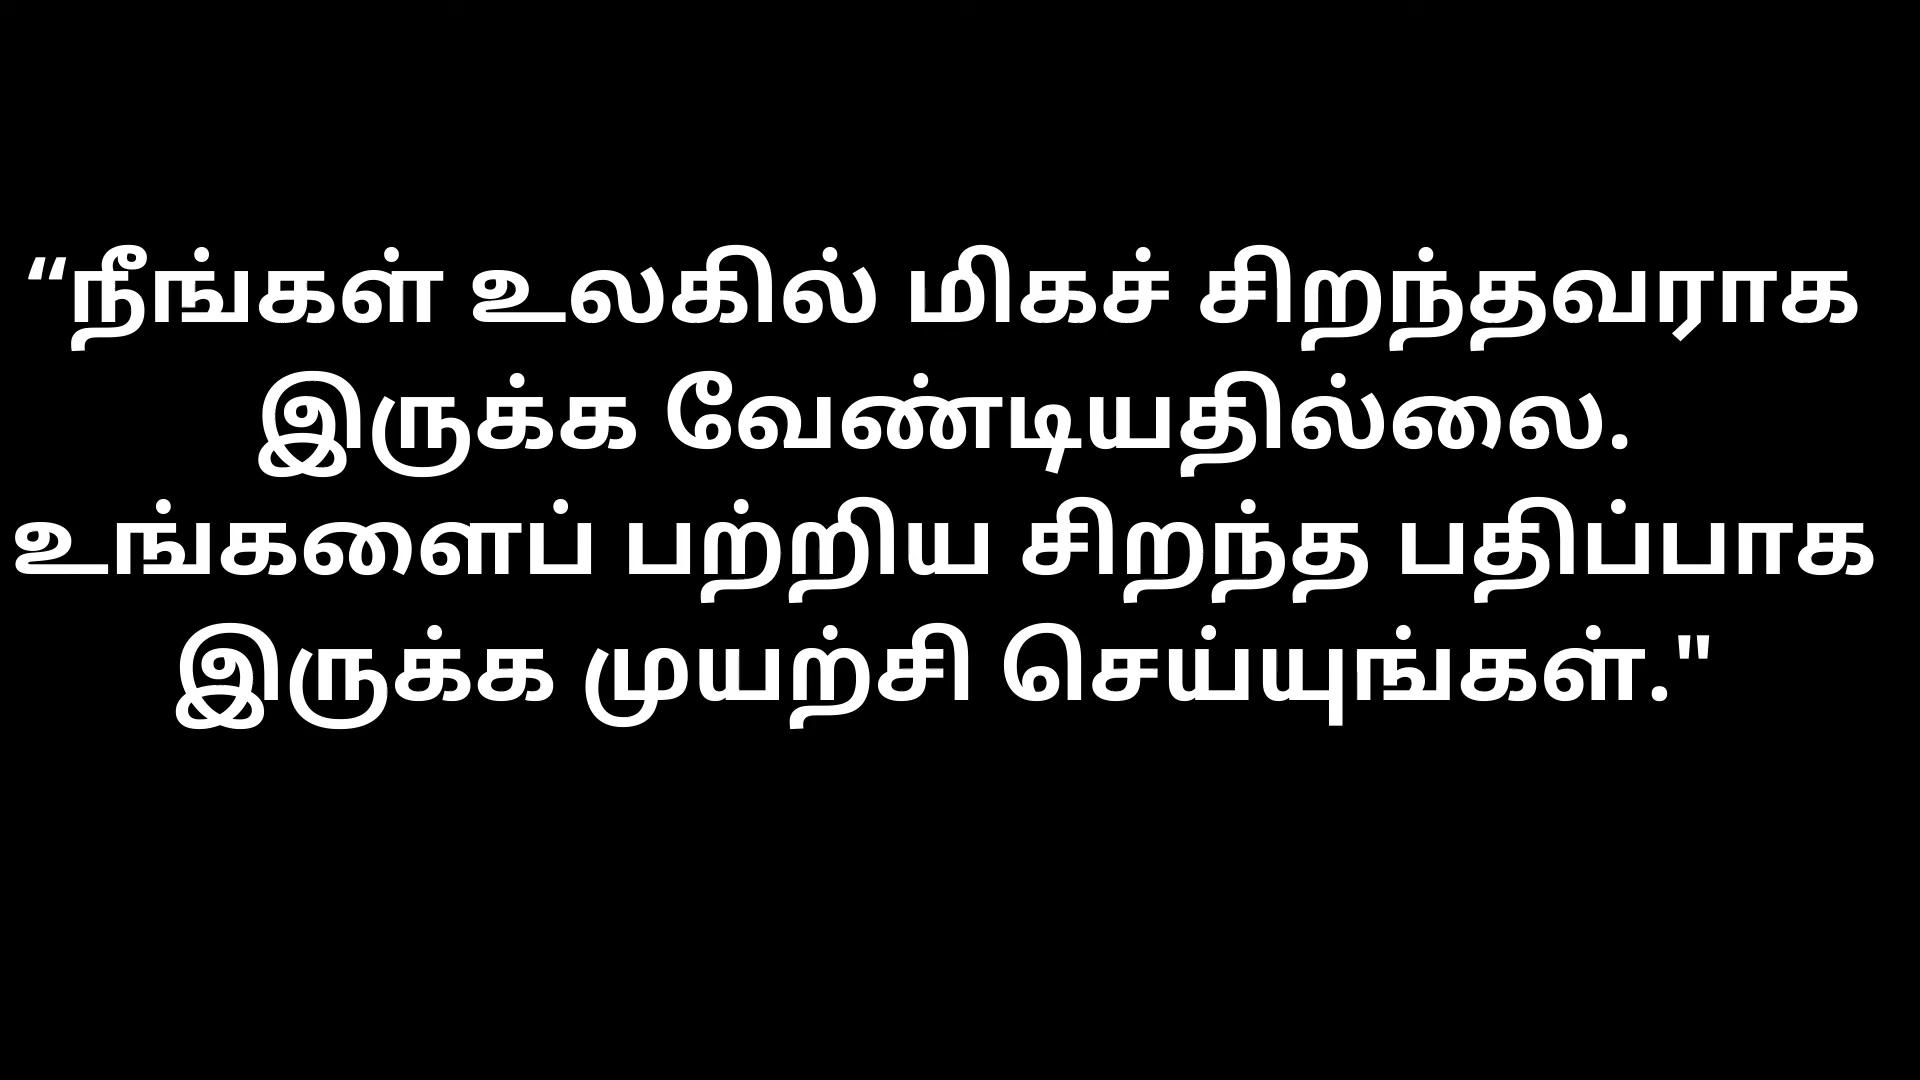 “நீங்கள் உலகில் மிகச் சிறந்தவராக
இருக்க வேண்டியதில்லை.
உங்களைப் பற்றிய சிறந்த பதிப்பாக
இருக்க முயற்சி செய்யுங்கள்."